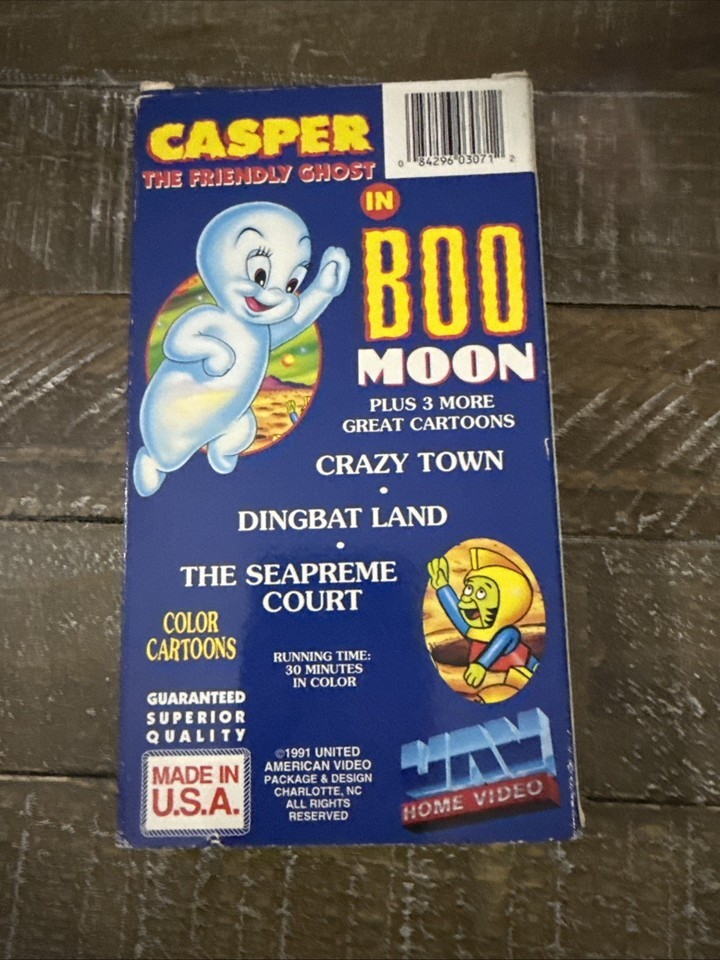 CASPER
THE FRIENDLY GHOST
0 84296 03071 2
IN
BOO
MOON
PLUS 3 MORE
GREAT CARTOONS
CRAZY TOWN
•
DINGBAT LAND
•
THE SEAPREME
COURT
COLOR
CARTOONS
RUNNING TIME:
30 MINUTES
IN COLOR
GUARANTEED
SUPERIOR
QUALITY
MADE IN
U.S.A.
©1991 UNITED
AMERICAN VIDEO
PACKAGE & DESIGN
CHARLOTTE, NC
ALL RIGHTS
RESERVED
UAV
HOME VIDEO